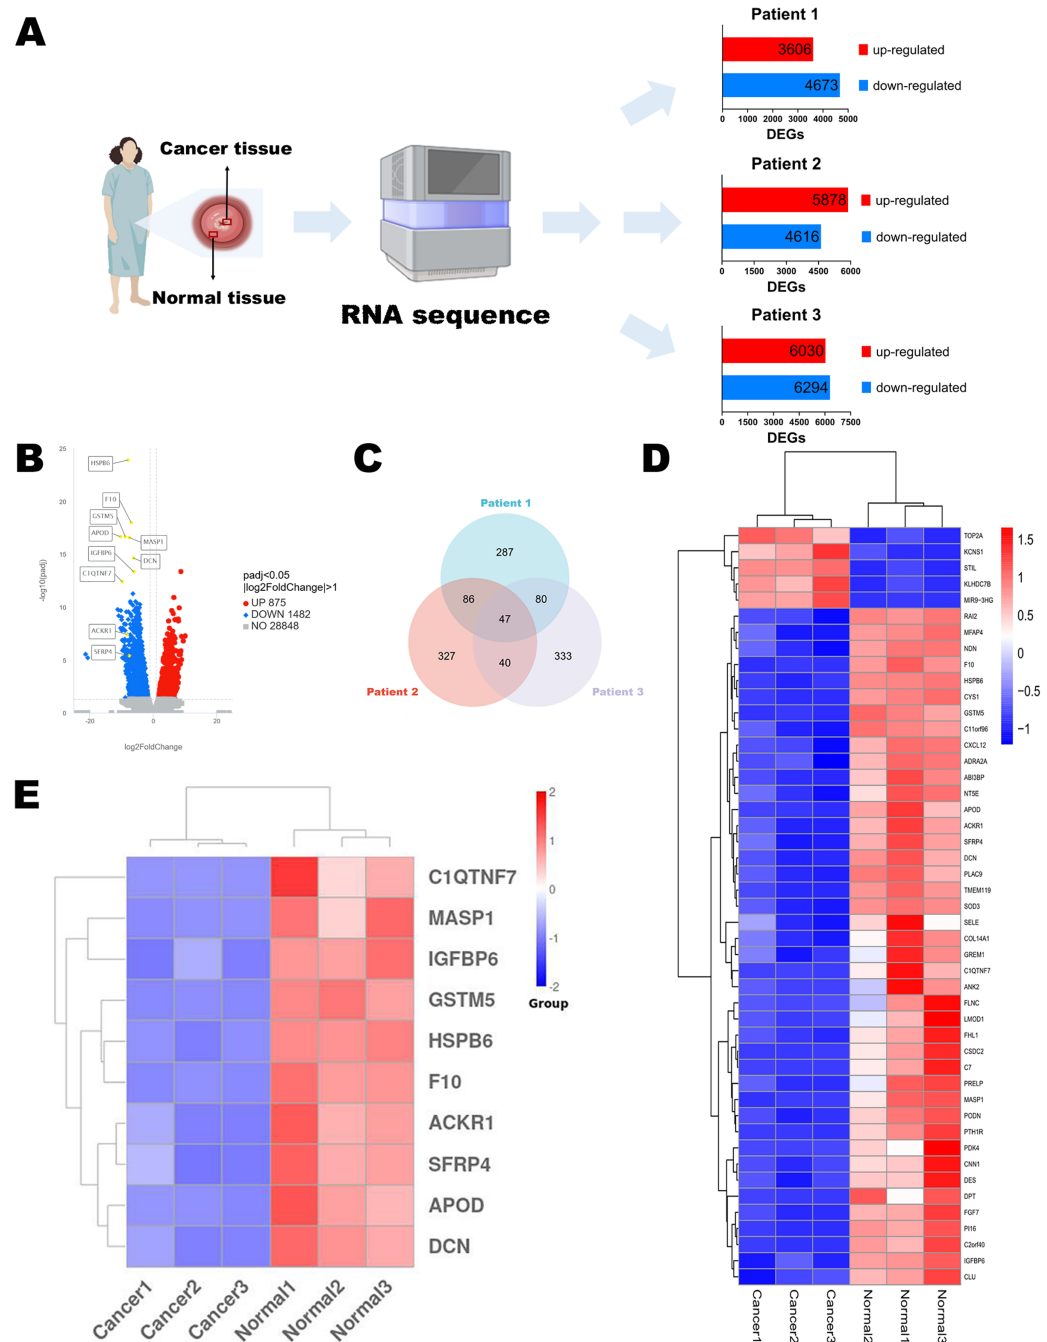 A
Cancer tissue
Normal tissue
RNA sequence
Patient 1
3606
4673
up-regulated
down-regulated
0 1000 2000 3000 4000 5000
DEGs
Patient 2
5878
4616
up-regulated
down-regulated
0 1500 3000 4500 6000
DEGs
Patient 3
6030
6294
up-regulated
down-regulated
0 1500 3000 4500 6000 7500
DEGs
B
25
20
15
10
5
0
-log10(padj)
HSPB6
F10
GSTM5
APOD
MASP1
IGFBP6
DCN
C1QTNF7
ACKR1
SFRP4
-20 0 20
log2FoldChange
padj<0.05
|log2FoldChange|>1
UP 875
DOWN 1482
NO 28848
C
Patient 1
287
86
80
47
327
40
333
Patient 2
Patient 3
D
TOP2A
KCNS1
STIL
KLHDC7B
MIR9-3HG
RAI2
MFAP4
NDN
F10
HSPB6
CYS1
GSTM5
C11orf96
CXCL12
ADRA2A
ABI3BP
NT5E
APOD
ACKR1
SFRP4
DCN
PLAC9
TMEM119
SOD3
SELE
COL14A1
GREM1
C1QTNF7
ANK2
FLNC
LMOD1
FHL1
CSDC2
C7
PRELP
MASP1
PODN
PTH1R
PDK4
CNN1
DES
DPT
FGF7
PI16
C2orf40
IGFBP6
CLU
Cancer1
Cancer2
Cancer3
Normal2
Normal1
Normal3
1.5
1
0.5
0
-0.5
-1
E
C1QTNF7
MASP1
IGFBP6
GSTM5
HSPB6
F10
ACKR1
SFRP4
APOD
DCN
Cancer1
Cancer2
Cancer3
Normal1
Normal2
Normal3
2
1
0
-1
-2
Group